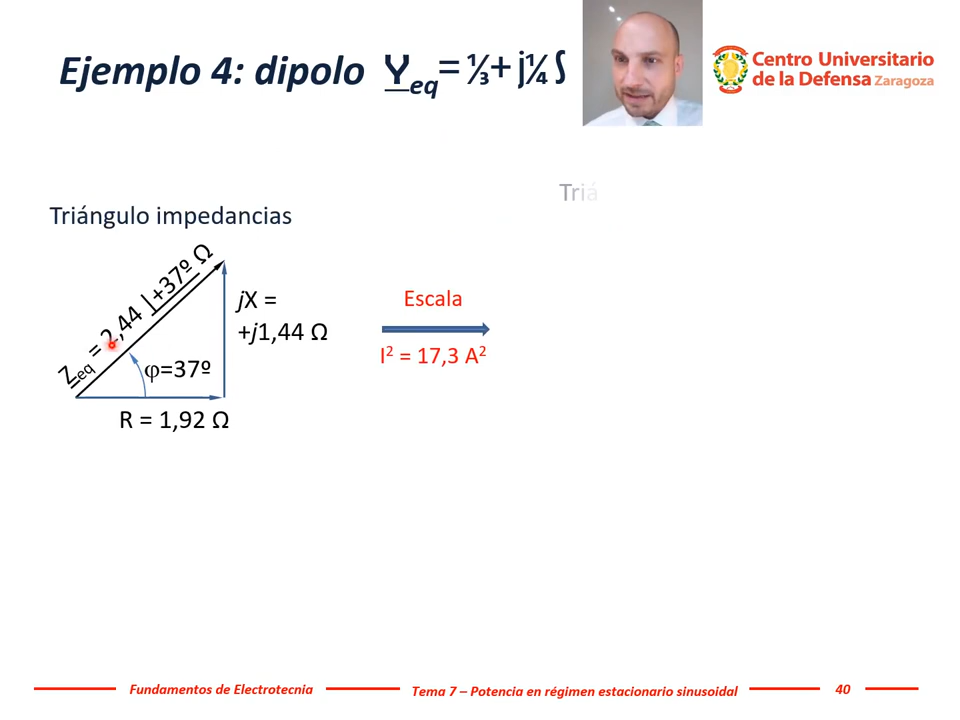 Ejemplo 4: dipolo Yeq= ⅓+ j¼ S
Centro Universitario
de la Defensa Zaragoza
Triá
Triángulo impedancias
Zeq = 2,44 |+37º Ω
jX =
+j1,44 Ω
φ=37º
R = 1,92 Ω
Escala
I² = 17,3 A²
Fundamentos de Electrotecnia
Tema 7 – Potencia en régimen estacionario sinusoidal
40